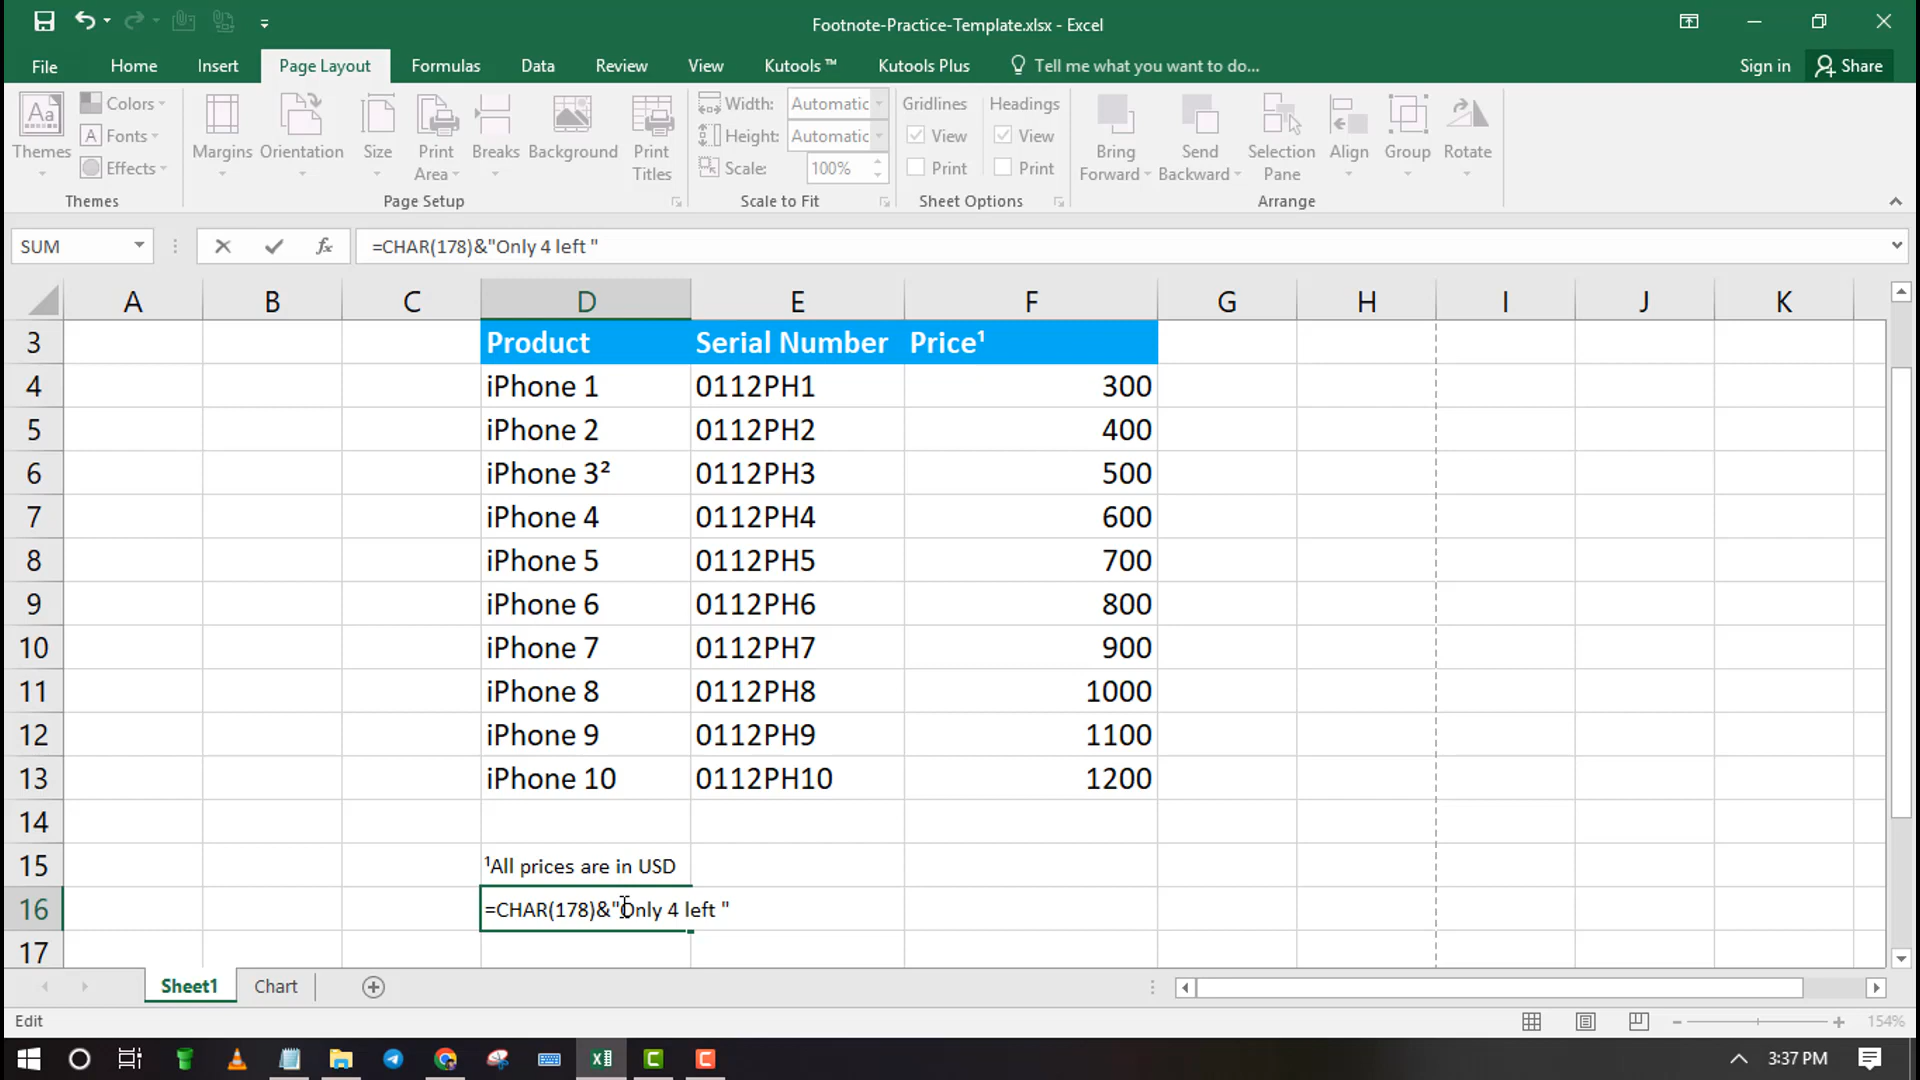 Footnote-Practice-Template.xlsx - Excel
File Home Insert Page Layout Formulas Data Review View Kutools ™ Kutools Plus Tell me what you want to do... Sign in Share
Aa Colors Width: Automatic Gridlines Headings
A Fonts Height: Automatic View View
Themes Margins Orientation Size Print Breaks Background Print Bring Send Selection Align Group Rotate
Effects Area Titles Scale: 100% Print Print Forward Backward Pane
Themes Page Setup Scale to Fit Sheet Options Arrange
SUM fx =CHAR(178)&"Only 4 left "
A B C D E F G H I J K
3 Product Serial Number Price¹
4 iPhone 1 0112PH1 300
5 iPhone 2 0112PH2 400
6 iPhone 3² 0112PH3 500
7 iPhone 4 0112PH4 600
8 iPhone 5 0112PH5 700
9 iPhone 6 0112PH6 800
10 iPhone 7 0112PH7 900
11 iPhone 8 0112PH8 1000
12 iPhone 9 0112PH9 1100
13 iPhone 10 0112PH10 1200
14
15 ¹All prices are in USD
16 =CHAR(178)&"Only 4 left "
17
Sheet1 Chart
Edit 154%
3:37 PM